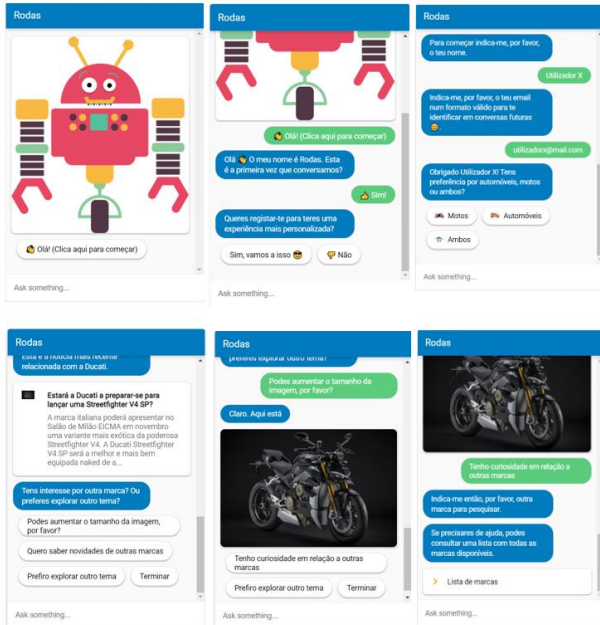 Rodas
Olá! (Clica aqui para começar)
Ask something...
Rodas
Olá! (Clica aqui para começar)
Olá O meu nome é Rodas. Esta
é a primeira vez que conversamos?
Sim!
Queres registar-te para teres uma
experiência mais personalizada?
Sim, vamos a isso
Não
Ask something...
Rodas
Para começar indica-me, por favor,
o teu nome.
Utilizador X
Indica-me, por favor, o teu email
num formato válido para te
identificar em conversas futuras
.
utilizadorx@mail.com
Obrigado Utilizador X! Tens
preferência por automóveis, motos
ou ambos?
Motos
Automóveis
Ambos
Ask something...
Rodas
Esta é a notícia mais recente
relacionada com a Ducati.
Estará a Ducati a preparar-se para
lançar uma Streetfighter V4 SP?
A marca italiana poderá apresentar no
Salão de Milão EICMA em novembro
uma variante mais exótica da poderosa
Streetfighter V4. A Ducati Streetfighter
V4 SP será a melhor e mais bem
equipada naked de a...
Tens interesse por outra marca? Ou
preferes explorar outro tema?
Podes aumentar o tamanho da imagem,
por favor?
Quero saber novidades de outras marcas
Prefiro explorar outro tema
Terminar
Ask something...
Rodas
preferes explorar outro tema?
Podes aumentar o tamanho da
imagem, por favor?
Claro. Aqui está
Tenho curiosidade em relação a outras
marcas
Prefiro explorar outro tema
Terminar
Ask something...
Rodas
Tenho curiosidade em relação a
outras marcas
Indica-me então, por favor, outra
marca para pesquisar.
Se precisares de ajuda, podes
consultar uma lista com todas as
marcas disponíveis.
Lista de marcas
Ask something...